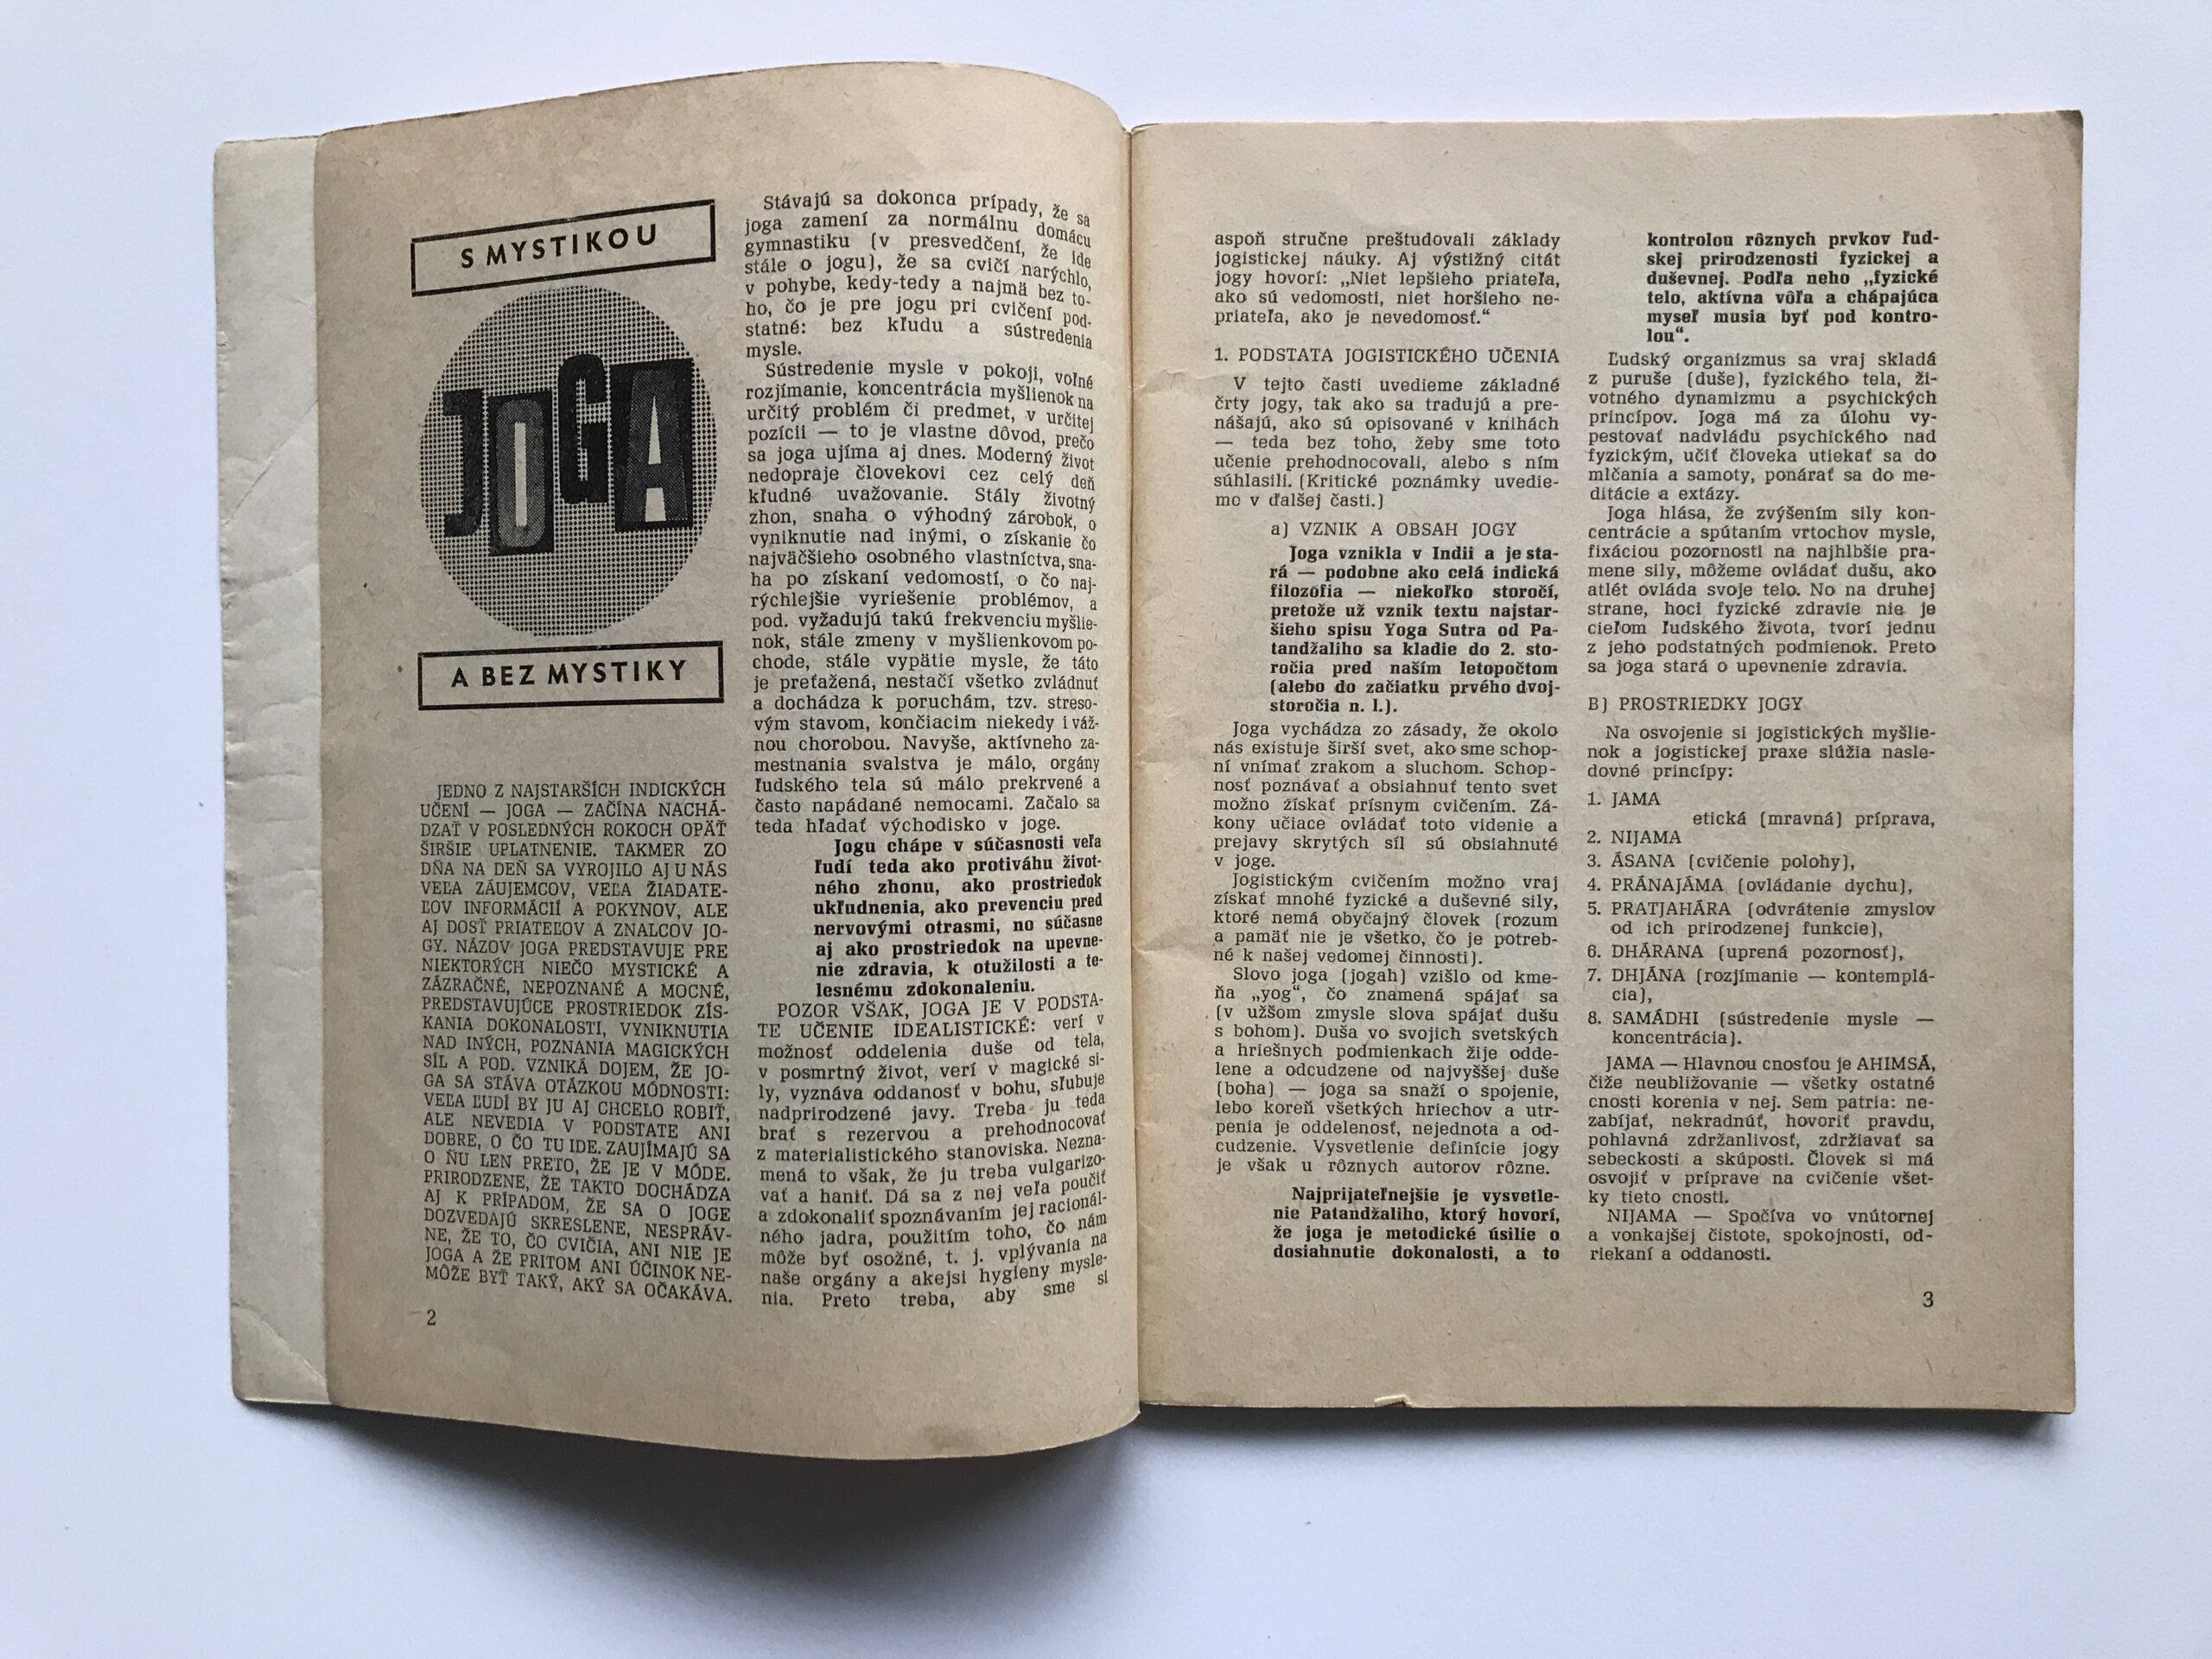 S MYSTIKOU
JOGA
A BEZ MYSTIKY
JEDNO Z NAJSTARŠÍCH INDICKÝCH
UČENÍ — JOGA — ZAČÍNA NACHÁ-
DZAŤ V POSLEDNÝCH ROKOCH OPÄŤ
ŠIRŠIE UPLATNENIE. TAKMER ZO
DŇA NA DEŇ SA VYROJILO AJ U NÁS
VEĽA ZÁUJEMCOV, VEĽA ŽIADATE-
ĽOV INFORMÁCIÍ A POKYNOV, ALE
AJ DOSŤ PRIATEĽOV A ZNALCOV JO-
GY. NÁZOV JOGA PREDSTAVUJE PRE
NIEKTORÝCH NIEČO MYSTICKÉ A
ZÁZRAČNÉ, NEPOZNANÉ A MOCNÉ,
PREDSTAVUJÚCE PROSTRIEDOK ZÍS-
KANIA DOKONALOSTI, VYNIKNUTIA
NAD INÝCH, POZNANIA MAGICKÝCH
SÍL A POD. VZNIKÁ DOJEM, ŽE JO-
GA SA STÁVA OTÁZKOU MÓDNOSTI:
VEĽA ĽUDÍ BY JU AJ CHCELO ROBIŤ,
ALE NEVEDIA V PODSTATE ANI
DOBRE, O ČO TU IDE. ZAUJÍMAJÚ SA
O ŇU LEN PRETO, ŽE JE V MÓDE.
PRIRODZENE, ŽE TAKTO DOCHÁDZA
AJ K PRÍPADOM, ŽE SA O JOGE
DOZVEDAJÚ SKRESLENE, NESPRÁV-
NE, ŽE TO, ČO CVIČIA, ANI NIE JE
JOGA A ŽE PRITOM ANI ÚČINOK NE-
MÔŽE BYŤ TAKÝ, AKÝ SA OČAKÁVA.
2
Stávajú sa dokonca prípady, že sa
joga zamení za normálnu domácu
gymnastiku (v presvedčení, že ide
stále o jogu), že sa cvičí narýchlo,
v pohybe, kedy-tedy a najmä bez to-
ho, čo je pre jogu pri cvičení pod-
statné: bez kľudu a sústredenia
mysle.
Sústredenie mysle v pokoji, voľné
rozjímanie, koncentrácia myšlienok na
určitý problém či predmet, v určitej
pozícii — to je vlastne dôvod, prečo
sa joga ujíma aj dnes. Moderný život
nedopraje človekovi cez celý deň
kľudné uvažovanie. Stály životný
zhon, snaha o výhodný zárobok, o
vyniknutie nad inými, o získanie čo
najväčšieho osobného vlastníctva, sna-
ha po získaní vedomostí, o čo naj-
rýchlejšie vyriešenie problémov, a
pod. vyžadujú takú frekvenciu myšlie-
nok, stále zmeny v myšlienkovom po-
chode, stále vypätie mysle, že táto
je preťažená, nestačí všetko zvládnuť
a dochádza k poruchám, tzv. streso-
vým stavom, končiacim niekedy i váž-
nou chorobou. Navyše, aktívneho za-
mestnania svalstva je málo, orgány
ľudského tela sú málo prekrvené a
často napádané nemocami. Začalo sa
teda hľadať východisko v joge.
Jogu chápe v súčasnosti veľa
ľudí teda ako protiváhu život-
ného zhonu, ako prostriedok
ukľudnenia, ako prevenciu pred
nervovými otrasmi, no súčasne
aj ako prostriedok na upevne-
nie zdravia, k otužilosti a te-
lesnému zdokonaleniu.
POZOR VŠAK, JOGA JE V PODSTA-
TE UČENIE IDEALISTICKÉ: verí v
možnosť oddelenia duše od tela,
v posmrtný život, verí v magické si-
ly, vyznáva oddanosť v bohu, sľubuje
nadprirodzené javy. Treba ju teda
brať s rezervou a prehodnocovať
z materialistického stanoviska. Nezna-
mená to však, že ju treba vulgarizo-
vať a haniť. Dá sa z nej veľa poučiť
a zdokonaliť spoznávaním jej racionál-
ného jadra, použitím toho, čo nám
môže byť osožné, t. j. vplývania na
naše orgány a akejsi hygieny mysle-
nia. Preto treba, aby sme si
aspoň stručne preštudovali základy
jogistickej náuky. Aj výstižný citát
jogy hovorí: „Niet lepšieho priateľa,
ako sú vedomosti, niet horšieho ne-
priateľa, ako je nevedomosť.“
1. PODSTATA JOGISTICKÉHO UČENIA
V tejto časti uvedieme základné
črty jogy, tak ako sa tradujú a pre-
nášajú, ako sú opisované v knihách
— teda bez toho, žeby sme toto
učenie prehodnocovali, alebo s ním
súhlasili. (Kritické poznámky uvedie-
me v ďalšej časti.)
a) VZNIK A OBSAH JOGY
Joga vznikla v Indii a je sta-
rá — podobne ako celá indická
filozofia — niekoľko storočí,
pretože už vznik textu najstar-
šieho spisu Yoga Sutra od Pa-
tandžaliho sa kladie do 2. sto-
ročia pred naším letopočtom
(alebo do začiatku prvého dvoj-
storočia n. l.).
Joga vychádza zo zásady, že okolo
nás existuje širší svet, ako sme schop-
ní vnímať zrakom a sluchom. Schop-
nosť poznávať a obsiahnuť tento svet
možno získať prísnym cvičením. Zá-
kony učiace ovládať toto videnie a
prejavy skrytých síl sú obsiahnuté
v joge.
Jogistickým cvičením možno vraj
získať mnohé fyzické a duševné sily,
ktoré nemá obyčajný človek (rozum
a pamäť nie je všetko, čo je potreb-
né k našej vedomej činnosti).
Slovo joga (jogah) vzišlo od kme-
ňa „yog“, čo znamená spájať sa
(v užšom zmysle slova spájať dušu
s bohom). Duša vo svojich svetských
a hriešnych podmienkach žije odde-
lene a odcudzene od najvyššej duše
(boha) — joga sa snaží o spojenie,
lebo koreň všetkých hriechov a utr-
penia je oddelenosť, nejednota a od-
cudzenie. Vysvetlenie definície jogy
je však u rôznych autorov rôzne.
Najprijateľnejšie je vysvetle-
nie Patandžaliho, ktorý hovorí,
že joga je metodické úsilie o
dosiahnutie dokonalosti, a to
kontrolou rôznych prvkov ľud-
skej prirodzenosti fyzickej a
duševnej. Podľa neho „fyzické
telo, aktívna vôľa a chápajúca
myseľ musia byť pod kontro-
lou“.
Ľudský organizmus sa vraj skladá
z puruše (duše), fyzického tela, ži-
votného dynamizmu a psychických
princípov. Joga má za úlohu vy-
pestovať nadvládu psychického nad
fyzickým, učiť človeka utiekať sa do
mlčania a samoty, ponárať sa do me-
ditácie a extázy.
Joga hlása, že zvýšením sily kon-
centrácie a spútaním vrtochov mysle,
fixáciou pozornosti na najhlbšie pra-
mene sily, môžeme ovládať dušu, ako
atlét ovláda svoje telo. No na druhej
strane, hoci fyzické zdravie nie je
cieľom ľudského života, tvorí jednu
z jeho podstatných podmienok. Preto
sa joga stará o upevnenie zdravia.
B) PROSTRIEDKY JOGY
Na osvojenie si jogistických myšlie-
nok a jogistickej praxe slúžia nasle-
dovné princípy:
1. JAMA
etická (mravná) príprava,
2. NIJAMA
3. ÁSANA (cvičenie polohy),
4. PRÁNAJÁMA (ovládanie dychu),
5. PRATJAHÁRA (odvrátenie zmyslov
od ich prirodzenej funkcie),
6. DHÁRANA (uprená pozornosť),
7. DHJÁNA (rozjímanie — kontemplá-
cia),
8. SAMÁDHI (sústredenie mysle —
koncentrácia).
JAMA — Hlavnou cnosťou je AHIMSÁ,
čiže neubližovanie — všetky ostatné
cnosti korenia v nej. Sem patria: ne-
zabíjať, nekradnúť, hovoriť pravdu,
pohlavná zdržanlivosť, zdržiavať sa
sebeckosti a skúposti. Človek si má
osvojiť v príprave na cvičenie všet-
ky tieto cnosti.
NIJAMA — Spočíva vo vnútornej
a vonkajšej čistote, spokojnosti, od-
riekaní a oddanosti.
3